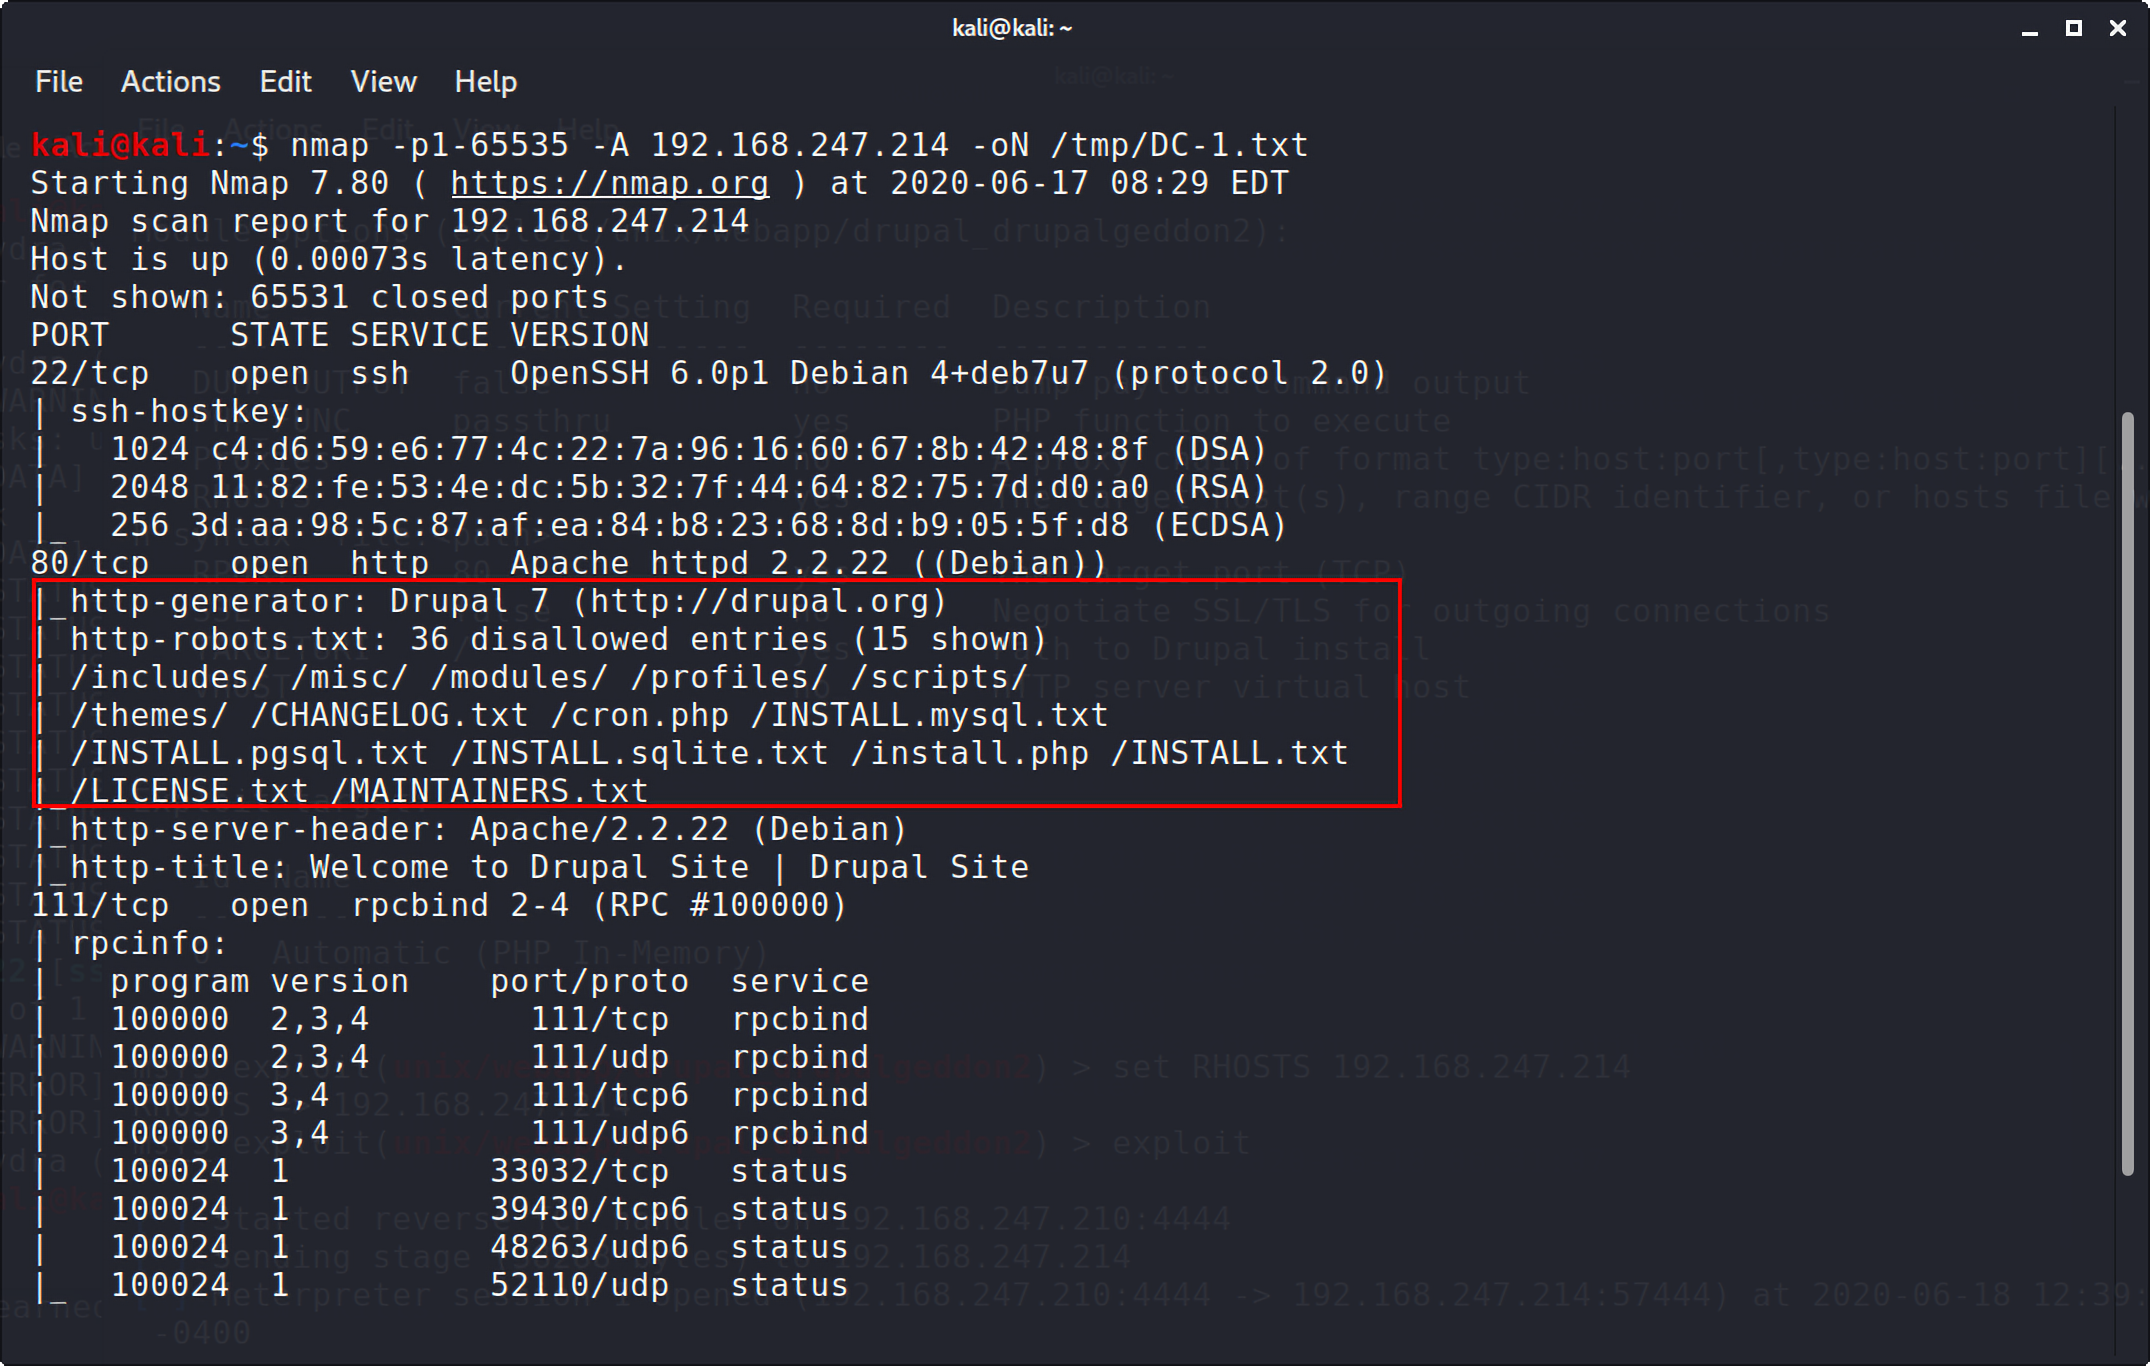 kali@kali: ~
File Actions Edit View Help
kali@kali:~$ nmap -p1-65535 -A 192.168.247.214 -oN /tmp/DC-1.txt
Starting Nmap 7.80 ( https://nmap.org ) at 2020-06-17 08:29 EDT
Nmap scan report for 192.168.247.214
Host is up (0.00073s latency).
Not shown: 65531 closed ports
PORT      STATE SERVICE VERSION
22/tcp    open  ssh     OpenSSH 6.0p1 Debian 4+deb7u7 (protocol 2.0)
| ssh-hostkey:
|   1024 c4:d6:59:e6:77:4c:22:7a:96:16:60:67:8b:42:48:8f (DSA)
|   2048 11:82:fe:53:4e:dc:5b:32:7f:44:64:82:75:7d:d0:a0 (RSA)
|_  256 3d:aa:98:5c:87:af:ea:84:b8:23:68:8d:b9:05:5f:d8 (ECDSA)
80/tcp    open  http    Apache httpd 2.2.22 ((Debian))
|_http-generator: Drupal 7 (http://drupal.org)
| http-robots.txt: 36 disallowed entries (15 shown)
| /includes/ /misc/ /modules/ /profiles/ /scripts/
| /themes/ /CHANGELOG.txt /cron.php /INSTALL.mysql.txt
| /INSTALL.pgsql.txt /INSTALL.sqlite.txt /install.php /INSTALL.txt
|_/LICENSE.txt /MAINTAINERS.txt
|_http-server-header: Apache/2.2.22 (Debian)
|_http-title: Welcome to Drupal Site | Drupal Site
111/tcp   open  rpcbind 2-4 (RPC #100000)
| rpcinfo:
|   program version    port/proto  service
|   100000  2,3,4        111/tcp   rpcbind
|   100000  2,3,4        111/udp   rpcbind
|   100000  3,4          111/tcp6  rpcbind
|   100000  3,4          111/udp6  rpcbind
|   100024  1          33032/tcp   status
|   100024  1          39430/tcp6  status
|   100024  1          48263/udp6  status
|_  100024  1          52110/udp   status